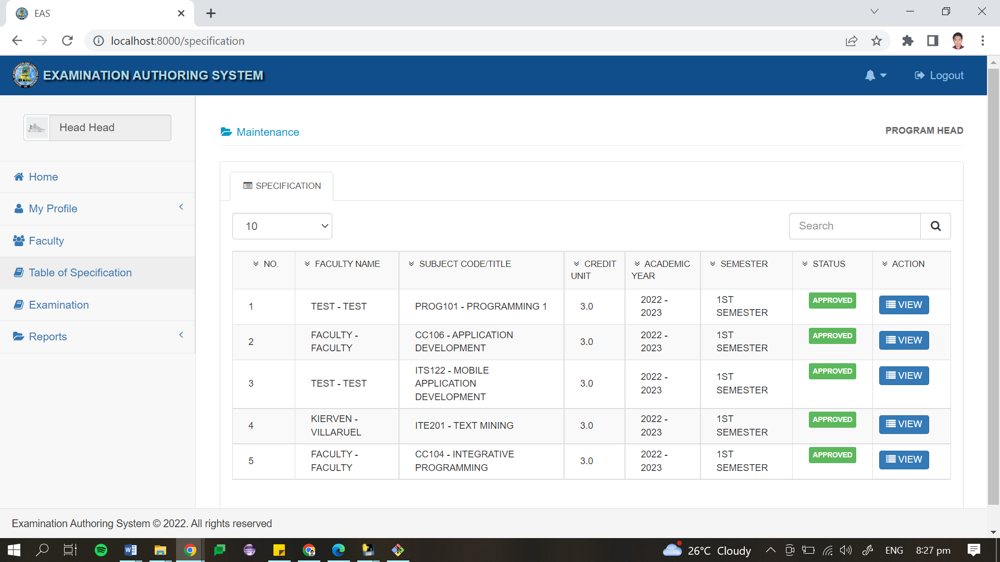 EAS
localhost:8000/specification
EXAMINATION AUTHORING SYSTEM
Logout
Head Head
Maintenance
PROGRAM HEAD
Home
My Profile
Faculty
Table of Specification
Examination
Reports
SPECIFICATION
10
Search
NO. FACULTY NAME SUBJECT CODE/TITLE CREDIT ACADEMIC SEMESTER STATUS ACTION
UNIT YEAR
1 TEST - TEST PROG101 - PROGRAMMING 1 3.0 2022 - 1ST APPROVED VIEW
2023 SEMESTER
2 FACULTY - CC106 - APPLICATION 3.0 2022 - 1ST APPROVED VIEW
FACULTY DEVELOPMENT 2023 SEMESTER
ITS122 - MOBILE APPROVED
3 TEST - TEST APPLICATION 3.0 2022 - 1ST VIEW
DEVELOPMENT 2023 SEMESTER
4 KIERVEN - ITE201 - TEXT MINING 3.0 2022 - 1ST APPROVED VIEW
VILLARUEL 2023 SEMESTER
5 FACULTY - CC104 - INTEGRATIVE 3.0 2022 - 1ST APPROVED VIEW
FACULTY PROGRAMMING 2023 SEMESTER
Examination Authoring System © 2022. All rights reserved
26°C Cloudy ENG 8:27 pm